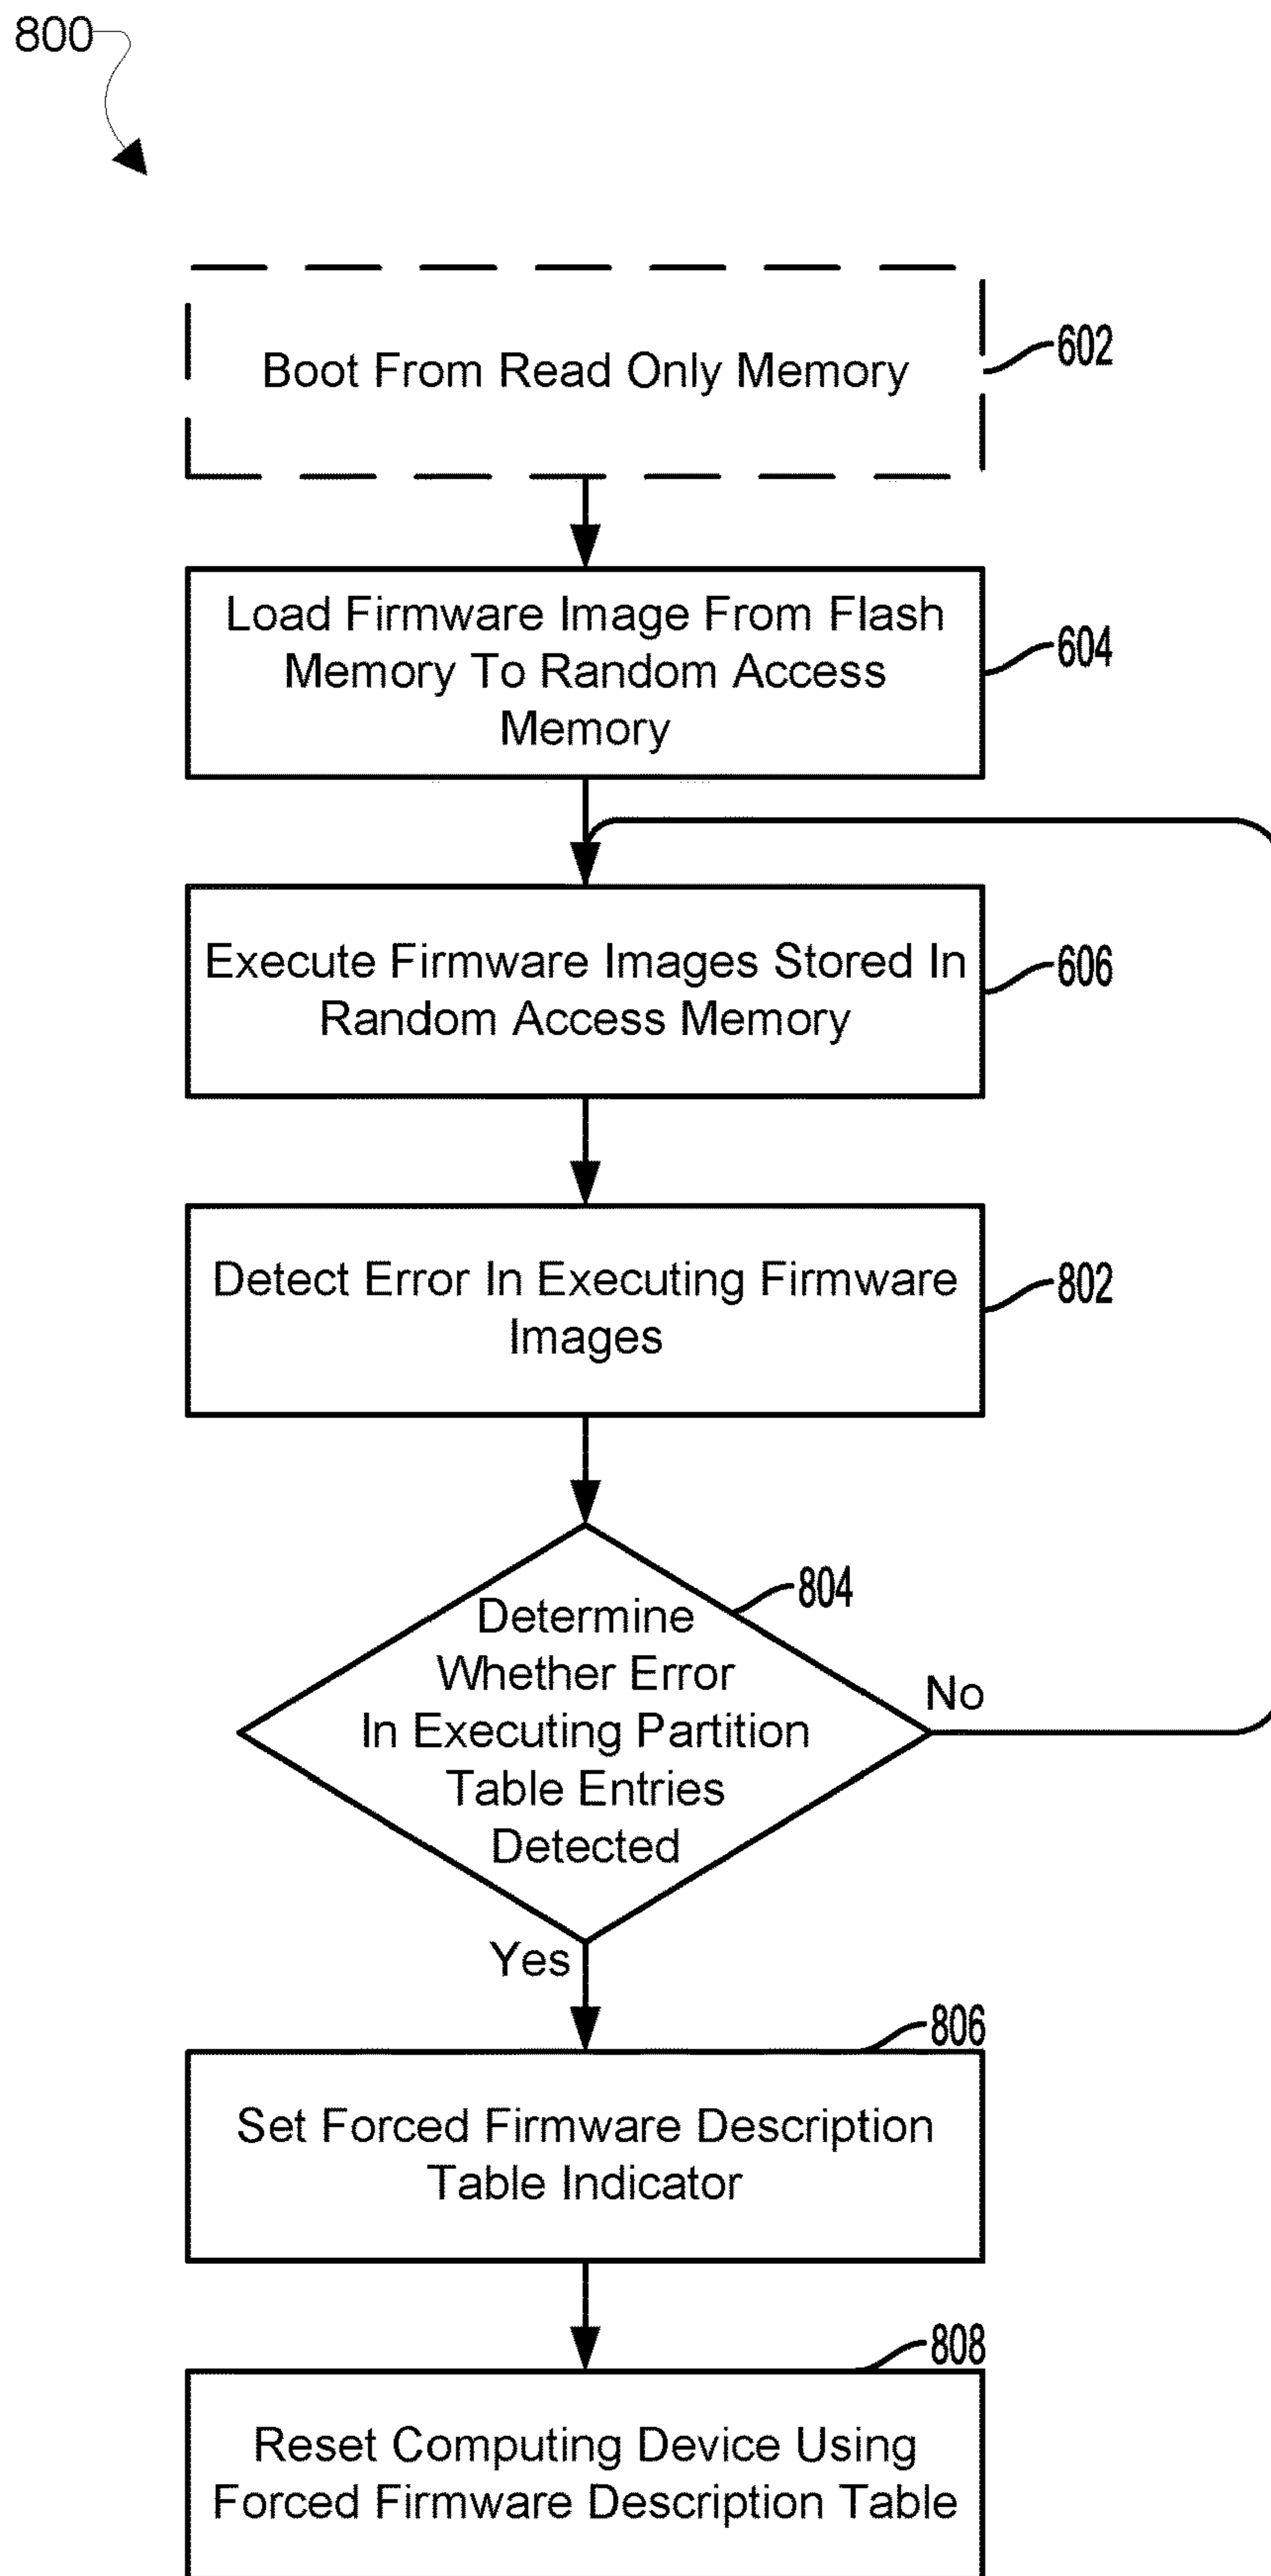 800
Boot From Read Only Memory
602
Load Firmware Image From Flash
Memory To Random Access
Memory
604
Execute Firmware Images Stored In
Random Access Memory
606
Detect Error In Executing Firmware
Images
802
804
Determine
Whether Error
In Executing Partition
Table Entries
Detected
No
Yes
806
Set Forced Firmware Description
Table Indicator
808
Reset Computing Device Using
Forced Firmware Description Table